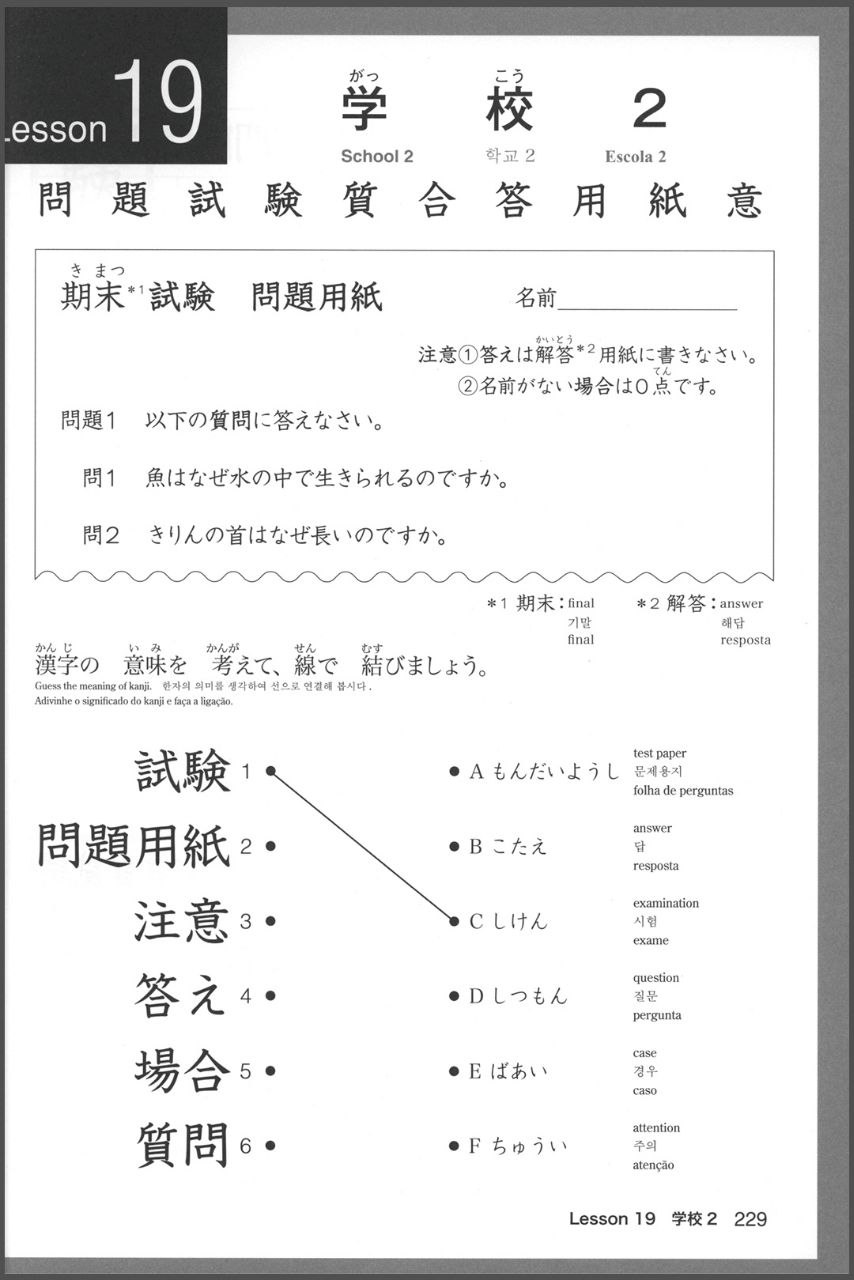 Lesson 19
がっ こう
学 校 2
School 2 학교 2 Escola 2
問 題 試 験 質 合 答 用 紙 意
き まつ
期末*1試験 問題用紙 名前
かいとう
注意①答えは解答*2用紙に書きなさい。
てん
②名前がない場合は0点です。
問題1 以下の質問に答えなさい。
問1 魚はなぜ水の中で生きられるのですか。
問2 きりんの首はなぜ長いのですか。
*1 期末:final *2 解答:answer
기말 해답
final resposta
かん じ い み かんが せん むす
漢字の 意味を 考えて、線で 結びましょう。
Guess the meaning of kanji. 한자의 의미를 생각하여 선으로 연결해 봅시다.
Adivinhe o significado do kanji e faça a ligação.
試験 1 A もんだいようし test paper
문제용지
folha de perguntas
問題用紙 2 B こたえ answer
답
resposta
注意 3 C しけん examination
시험
exame
答え 4 D しつもん question
질문
pergunta
場合 5 E ばあい case
경우
caso
質問 6 F ちゅうい attention
주의
atenção
Lesson 19 学校2 229